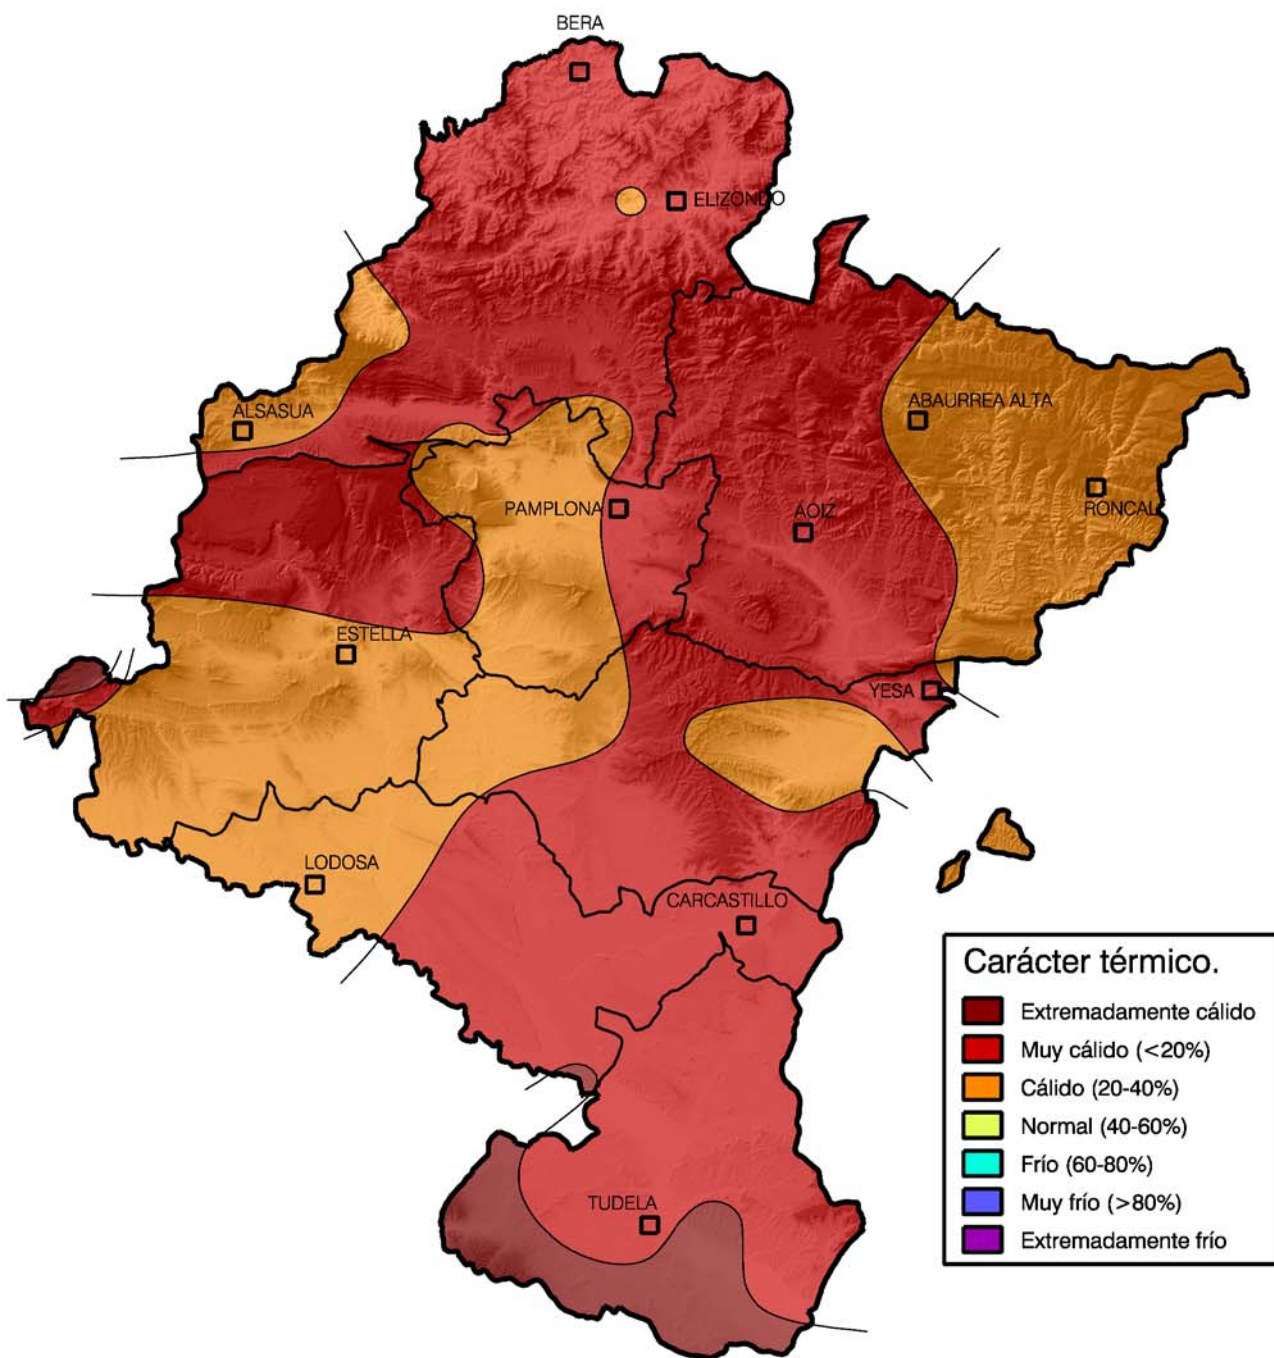 BERA
ELIZONDO
ALSASUA
ABAURREA ALTA
PAMPLONA
AOIZ
RONCAL
ESTELLA
YESA
LODOSA
CARCASTILLO
TUDELA
Carácter térmico.
Extremadamente cálido
Muy cálido (<20%)
Cálido (20-40%)
Normal (40-60%)
Frío (60-80%)
Muy frío (>80%)
Extremadamente frío